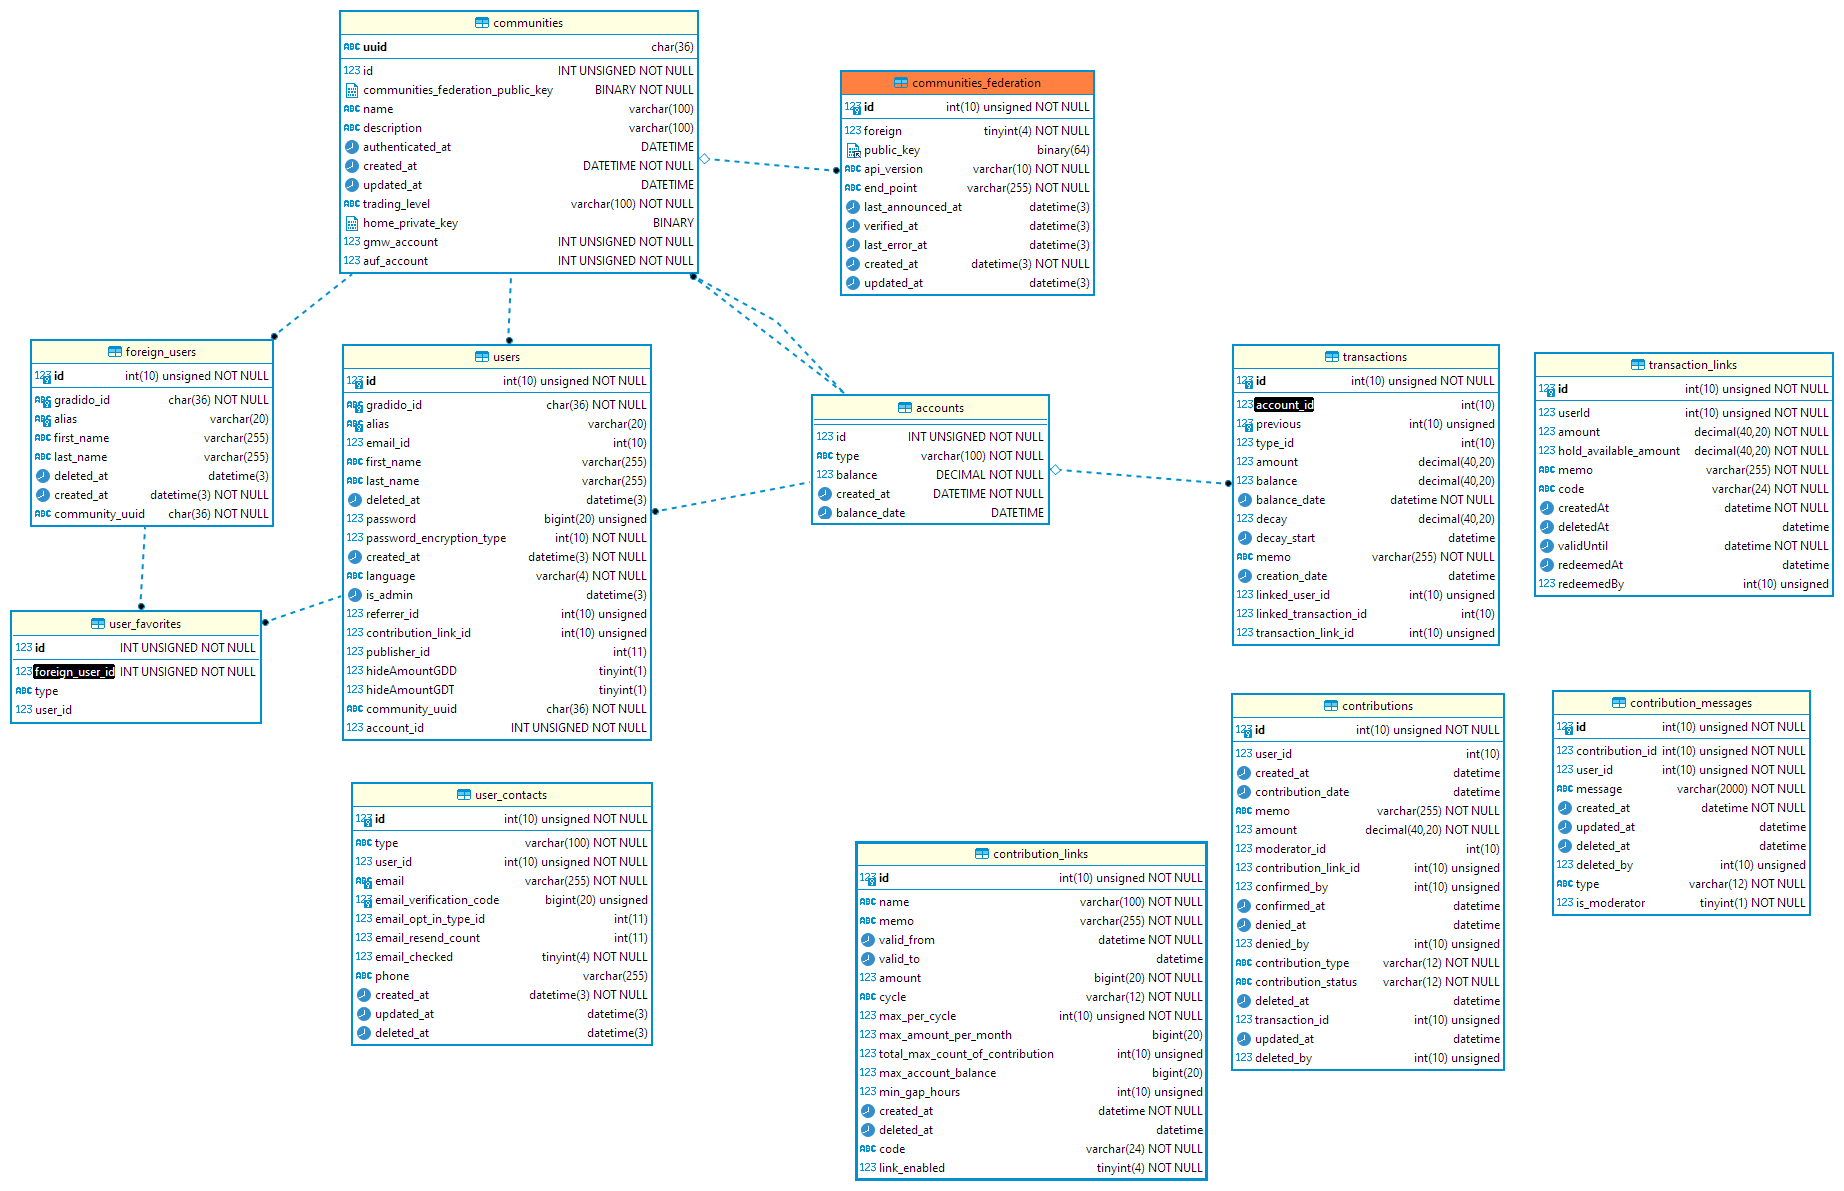 communities
uuid char(36)
id INT UNSIGNED NOT NULL
communities_federation_public_key BINARY NOT NULL
name varchar(100)
description varchar(100)
authenticated_at DATETIME
created_at DATETIME NOT NULL
updated_at DATETIME
trading_level varchar(100) NOT NULL
home_private_key BINARY
gmw_account INT UNSIGNED NOT NULL
auf_account INT UNSIGNED NOT NULL
communities_federation
id int(10) unsigned NOT NULL
foreign tinyint(4) NOT NULL
public_key binary(64)
api_version varchar(10) NOT NULL
end_point varchar(255) NOT NULL
last_announced_at datetime(3)
verified_at datetime(3)
last_error_at datetime(3)
created_at datetime(3) NOT NULL
updated_at datetime(3)
foreign_users
id int(10) unsigned NOT NULL
gradido_id char(36) NOT NULL
alias varchar(20)
first_name varchar(255)
last_name varchar(255)
deleted_at datetime(3)
created_at datetime(3) NOT NULL
community_uuid char(36) NOT NULL
users
id int(10) unsigned NOT NULL
gradido_id char(36) NOT NULL
alias varchar(20)
email_id int(10)
first_name varchar(255)
last_name varchar(255)
deleted_at datetime(3)
password bigint(20) unsigned
password_encryption_type int(10) NOT NULL
created_at datetime(3) NOT NULL
language varchar(4) NOT NULL
is_admin datetime(3)
referrer_id int(10) unsigned
contribution_link_id int(10) unsigned
publisher_id int(11)
hideAmountGDD tinyint(1)
hideAmountGDT tinyint(1)
community_uuid char(36) NOT NULL
account_id INT UNSIGNED NOT NULL
accounts
id INT UNSIGNED NOT NULL
type varchar(100) NOT NULL
balance DECIMAL NOT NULL
created_at DATETIME NOT NULL
balance_date DATETIME
transactions
id int(10) unsigned NOT NULL
account_id int(10)
previous int(10) unsigned
type_id int(10)
amount decimal(40,20)
balance decimal(40,20)
balance_date datetime NOT NULL
decay decimal(40,20)
decay_start datetime
memo varchar(255) NOT NULL
creation_date datetime
linked_user_id int(10) unsigned
linked_transaction_id int(10)
transaction_link_id int(10) unsigned
transaction_links
id int(10) unsigned NOT NULL
userId int(10) unsigned NOT NULL
amount decimal(40,20) NOT NULL
hold_available_amount decimal(40,20) NOT NULL
memo varchar(255) NOT NULL
code varchar(24) NOT NULL
createdAt datetime NOT NULL
deletedAt datetime
validUntil datetime NOT NULL
redeemedAt datetime
redeemedBy int(10) unsigned
user_favorites
id INT UNSIGNED NOT NULL
foreign_user_id INT UNSIGNED NOT NULL
type
user_id
user_contacts
id int(10) unsigned NOT NULL
type varchar(100) NOT NULL
user_id int(10) unsigned NOT NULL
email varchar(255) NOT NULL
email_verification_code bigint(20) unsigned
email_opt_in_type_id int(11)
email_resend_count int(11)
email_checked tinyint(4) NOT NULL
phone varchar(255)
created_at datetime(3) NOT NULL
updated_at datetime(3)
deleted_at datetime(3)
contribution_links
id int(10) unsigned NOT NULL
name varchar(100) NOT NULL
memo varchar(255) NOT NULL
valid_from datetime NOT NULL
valid_to datetime
amount bigint(20) NOT NULL
cycle varchar(12) NOT NULL
max_per_cycle int(10) unsigned NOT NULL
max_amount_per_month bigint(20)
total_max_count_of_contribution int(10) unsigned
max_account_balance bigint(20)
min_gap_hours int(10) unsigned
created_at datetime NOT NULL
deleted_at datetime
code varchar(24) NOT NULL
link_enabled tinyint(4) NOT NULL
contributions
id int(10) unsigned NOT NULL
user_id int(10)
created_at datetime
contribution_date datetime
memo varchar(255) NOT NULL
amount decimal(40,20) NOT NULL
moderator_id int(10)
contribution_link_id int(10) unsigned
confirmed_by int(10) unsigned
confirmed_at datetime
denied_at datetime
denied_by int(10) unsigned
contribution_type varchar(12) NOT NULL
contribution_status varchar(12) NOT NULL
deleted_at datetime
transaction_id int(10) unsigned
updated_at datetime
deleted_by int(10) unsigned
contribution_messages
id int(10) unsigned NOT NULL
contribution_id int(10) unsigned NOT NULL
user_id int(10) unsigned NOT NULL
message varchar(2000) NOT NULL
created_at datetime NOT NULL
updated_at datetime
deleted_at datetime
deleted_by int(10) unsigned
type varchar(12) NOT NULL
is_moderator tinyint(1) NOT NULL